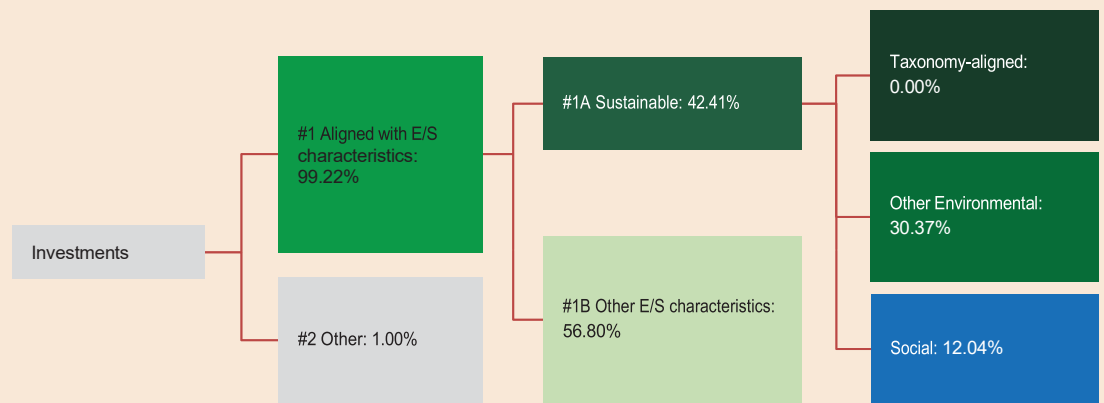 Investments
#1 Aligned with E/S
characteristics:
99.22%
#2 Other: 1.00%
#1A Sustainable: 42.41%
#1B Other E/S characteristics:
56.80%
Taxonomy-aligned:
0.00%
Other Environmental:
30.37%
Social: 12.04%